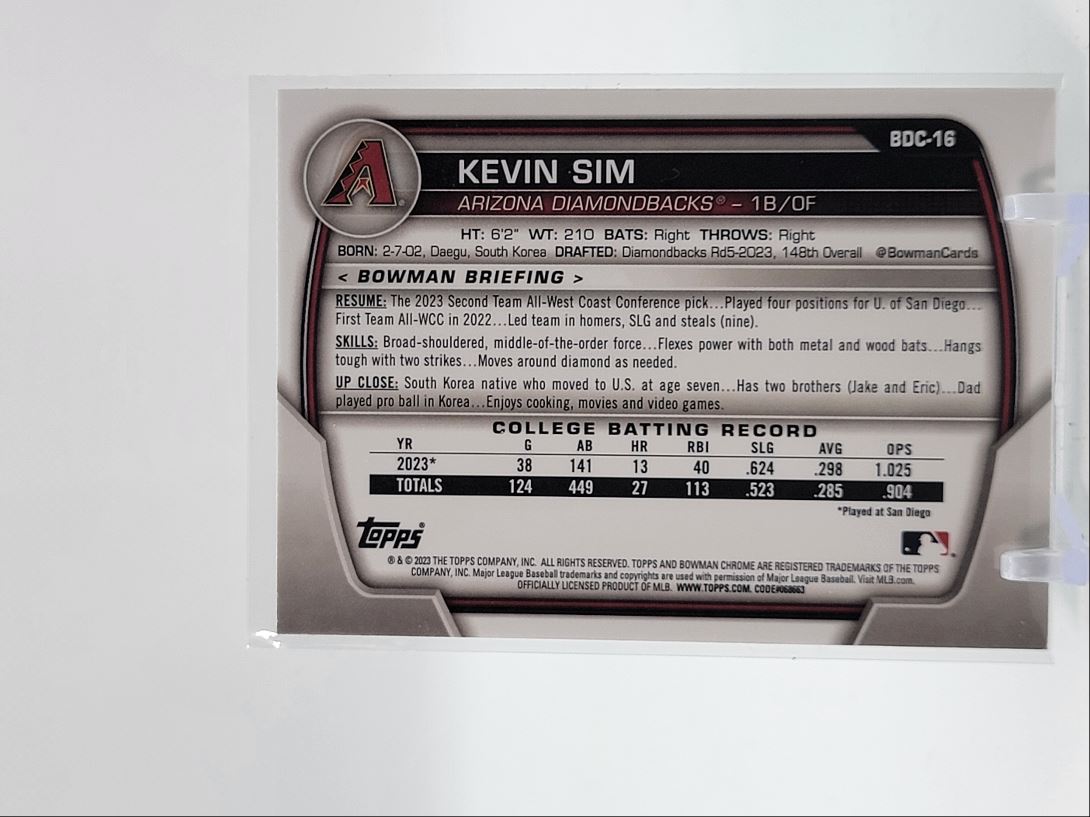 BDC-16
KEVIN SIM
ARIZONA DIAMONDBACKS® – 1B/OF
HT: 6'2" WT: 210 BATS: Right THROWS: Right
BORN: 2-7-02, Daegu, South Korea DRAFTED: Diamondbacks Rd5-2023, 148th Overall @BowmanCards
< BOWMAN BRIEFING >
RESUME: The 2023 Second Team All-West Coast Conference pick...Played four positions for U. of San Diego...
First Team All-WCC in 2022...Led team in homers, SLG and steals (nine).
SKILLS: Broad-shouldered, middle-of-the-order force...Flexes power with both metal and wood bats...Hangs
tough with two strikes...Moves around diamond as needed.
UP CLOSE: South Korea native who moved to U.S. at age seven...Has two brothers (Jake and Eric)...Dad
played pro ball in Korea...Enjoys cooking, movies and video games.
COLLEGE BATTING RECORD
YR G AB HR RBI SLG AVG OPS
2023* 38 141 13 40 .624 .298 1.025
TOTALS 124 449 27 113 .523 .285 .904
*Played at San Diego
Topps®
® & © 2023 THE TOPPS COMPANY, INC. ALL RIGHTS RESERVED. TOPPS AND BOWMAN CHROME ARE REGISTERED TRADEMARKS OF THE TOPPS
COMPANY, INC. Major League Baseball trademarks and copyrights are used with permission of Major League Baseball. Visit MLB.com.
OFFICIALLY LICENSED PRODUCT OF MLB. WWW.TOPPS.COM. CODE#068663